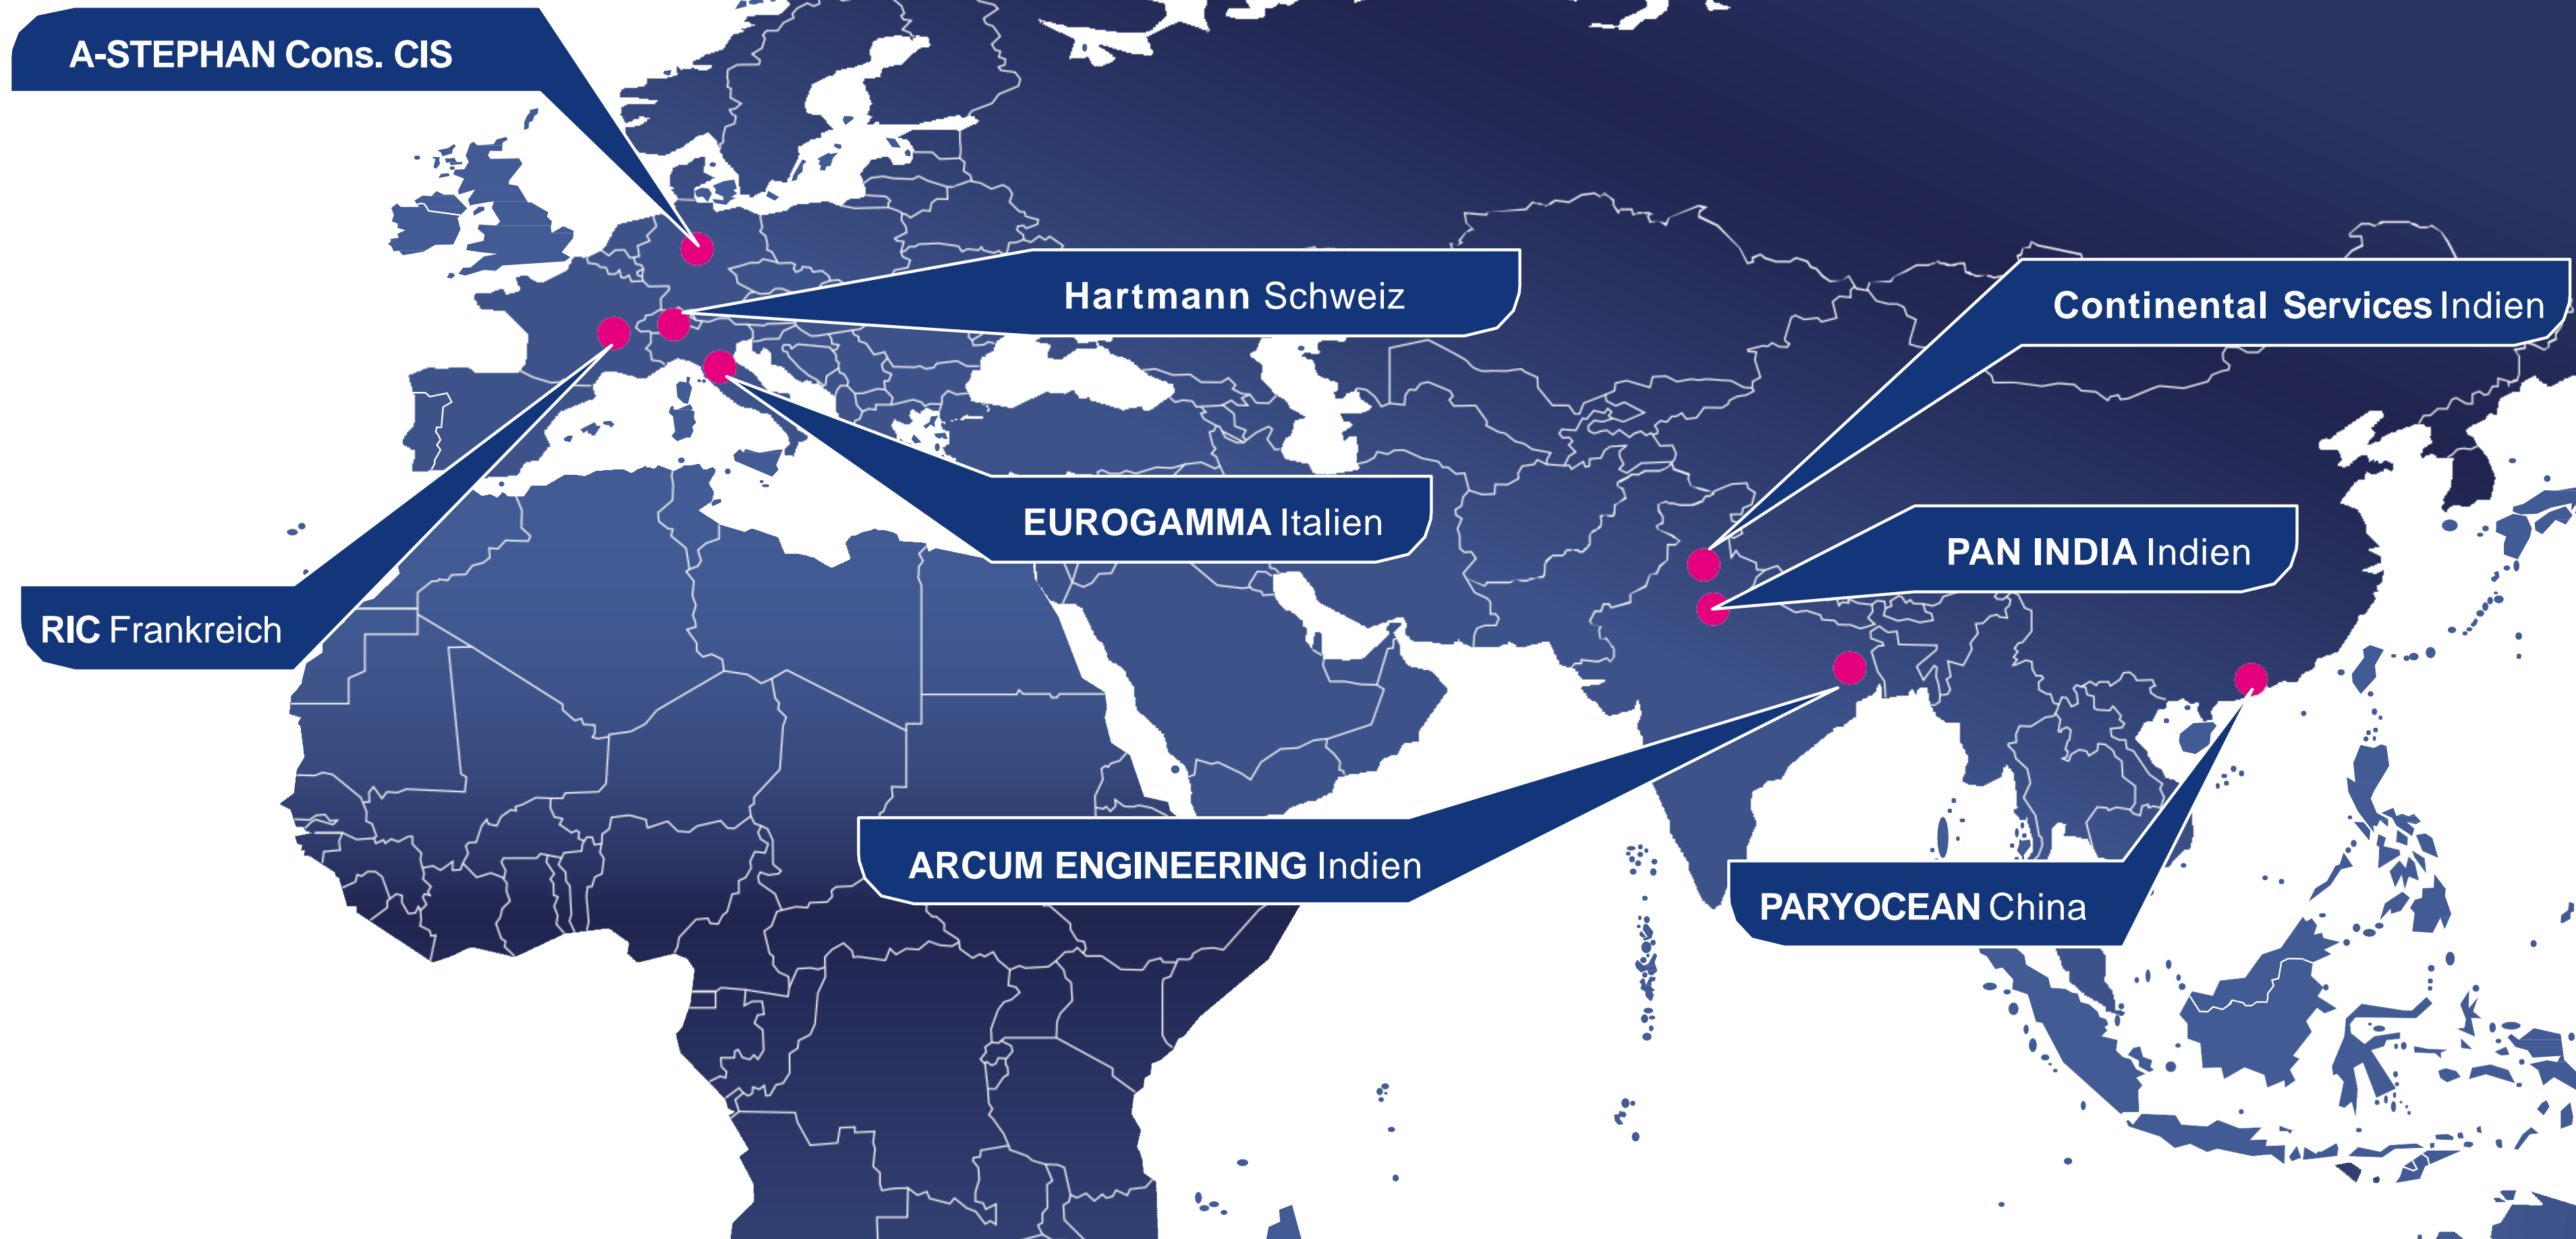 A-STEPHAN Cons. CIS
Hartmann Schweiz
Continental Services Indien
EUROGAMMA Italien
PAN INDIA Indien
RIC Frankreich
ARCUM ENGINEERING Indien
PARYOCEAN China